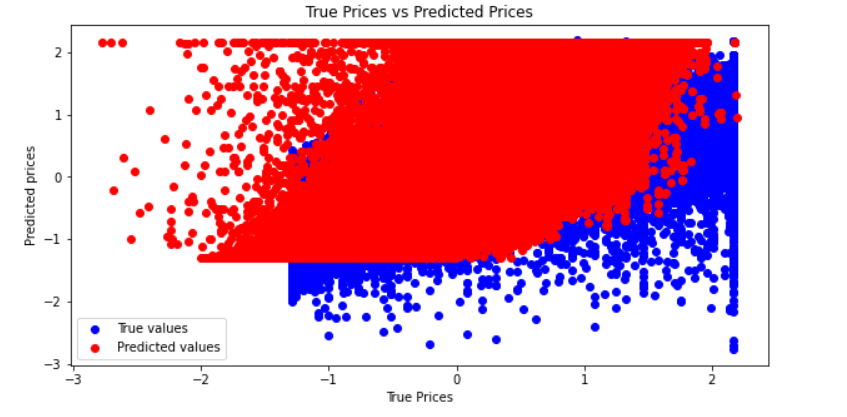 True Prices vs Predicted Prices
2
1
0
−1
−2
−3
Predicted prices
True values
Predicted values
−3 −2 −1 0 1 2
True Prices